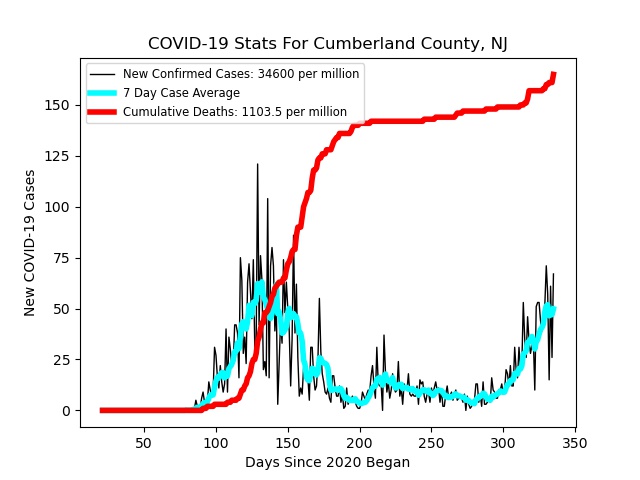 COVID-19 Stats For Cumberland County, NJ
New Confirmed Cases: 34600 per million
7 Day Case Average
Cumulative Deaths: 1103.5 per million
New COVID-19 Cases
150
125
100
75
50
25
0
50 100 150 200 250 300 350
Days Since 2020 Began